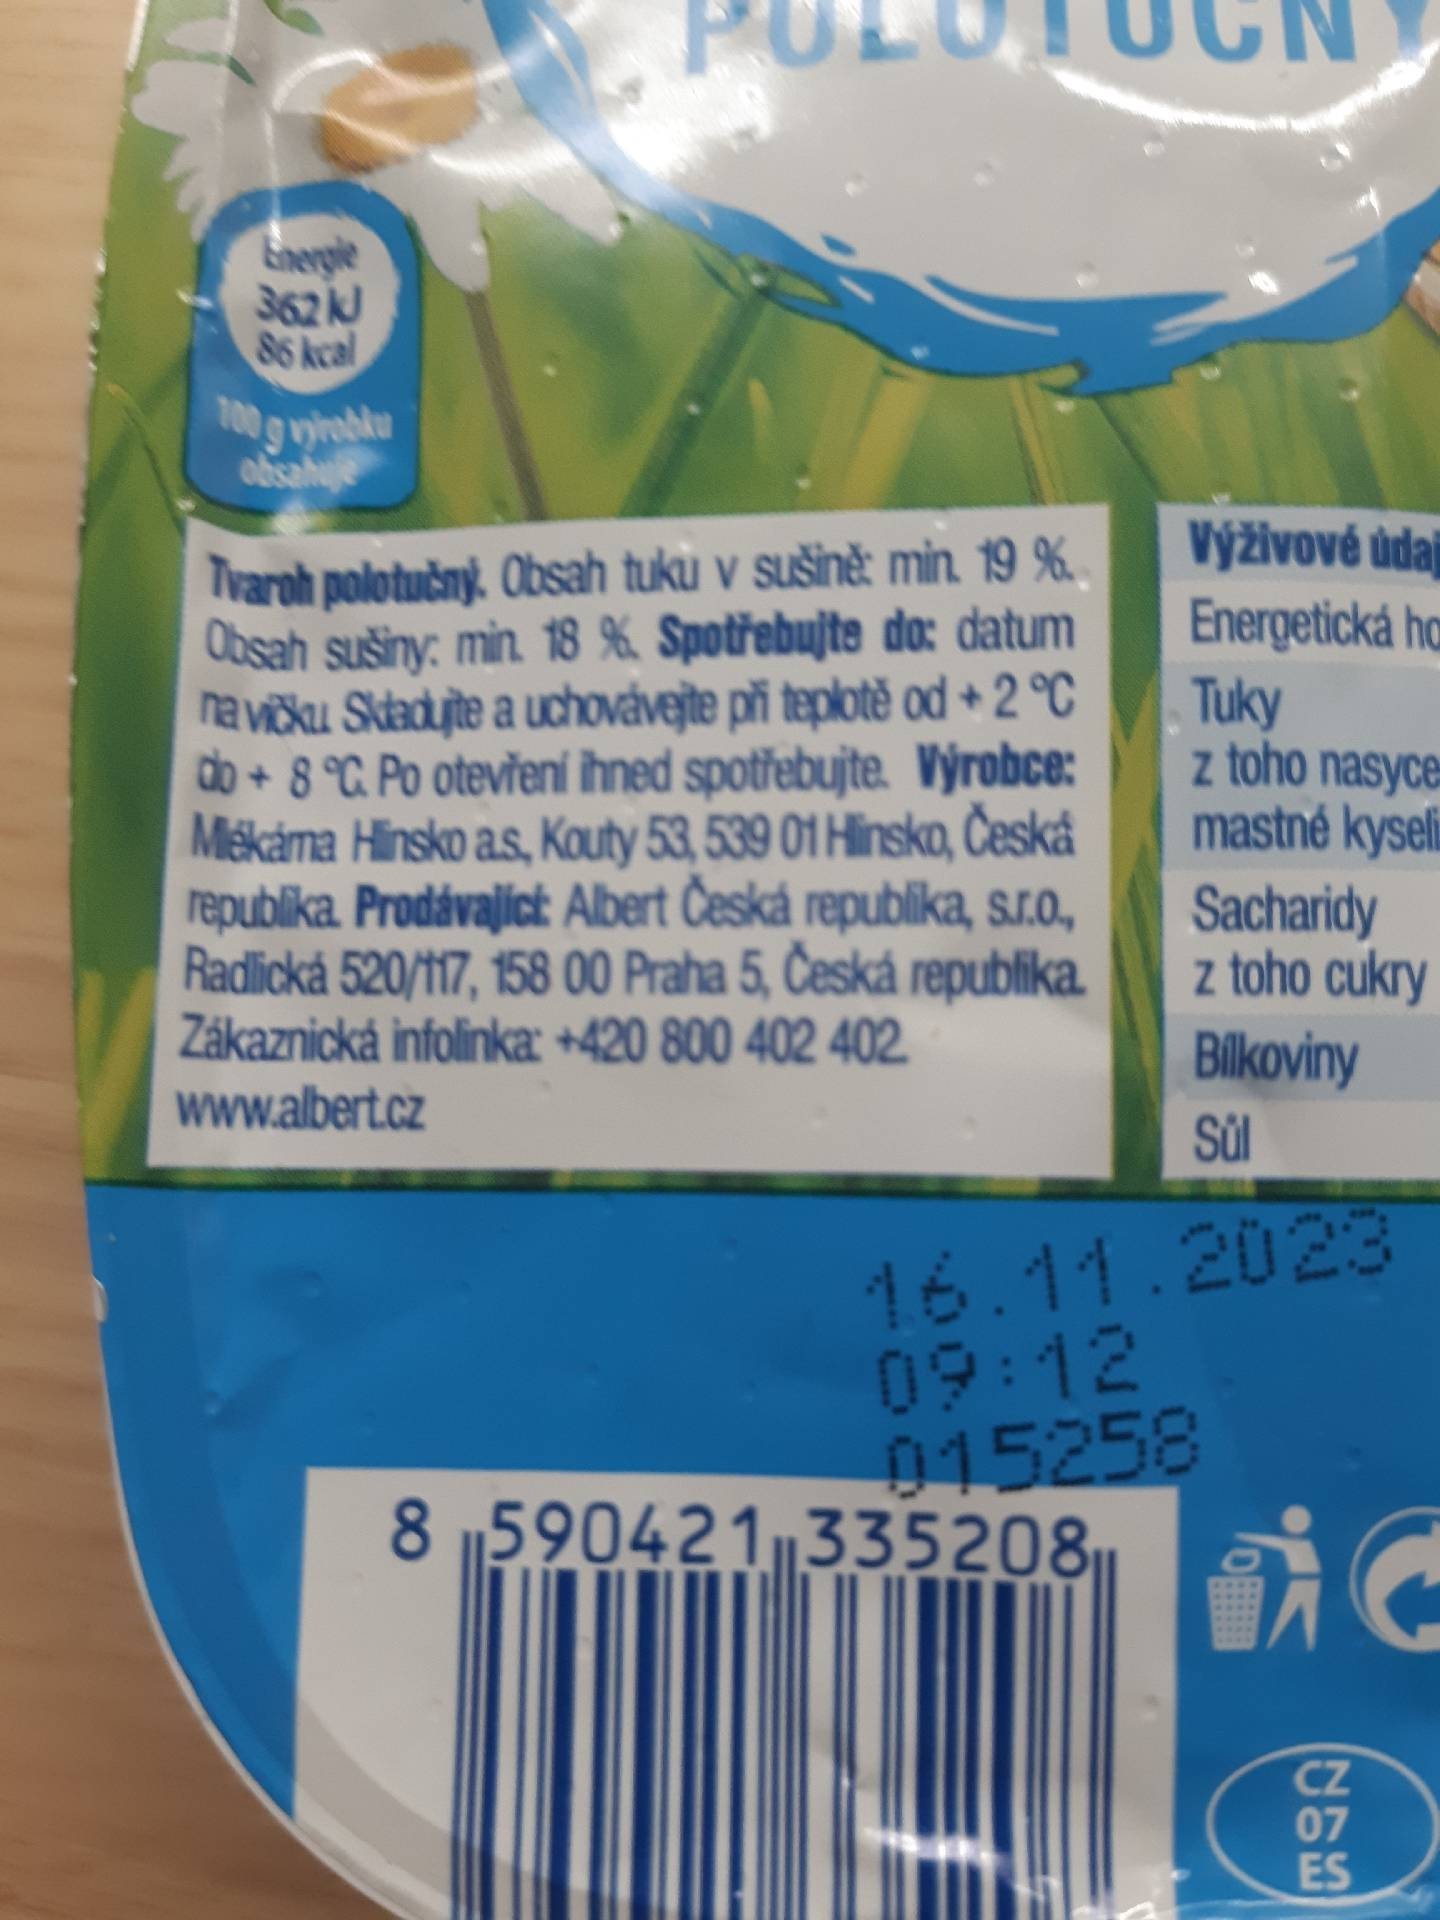 POLOTUČNÝ
Energie
362 kJ
86 kcal
100 g výrobku
obsahuje
Tvaroh polotučný. Obsah tuku v sušině: min. 19 %.
Obsah sušiny: min. 18 %. Spotřebujte do: datum
na víčku. Skladujte a uchovávejte při teplotě od + 2 °C
do + 8 °C. Po otevření ihned spotřebujte. Výrobce:
Mlékárna Hlinsko a.s., Kouty 53, 539 01 Hlinsko, Česká
republika. Prodávající: Albert Česká republika, s.r.o.,
Radlická 520/117, 158 00 Praha 5, Česká republika.
Zákaznická infolinka: +420 800 402 402.
www.albert.cz
Výživové údaj
Energetická ho
Tuky
z toho nasyce
mastné kyseli
Sacharidy
z toho cukry
Bílkoviny
Sůl
16.11.2023
09:12
015258
8 590421 335208
CZ
07
ES